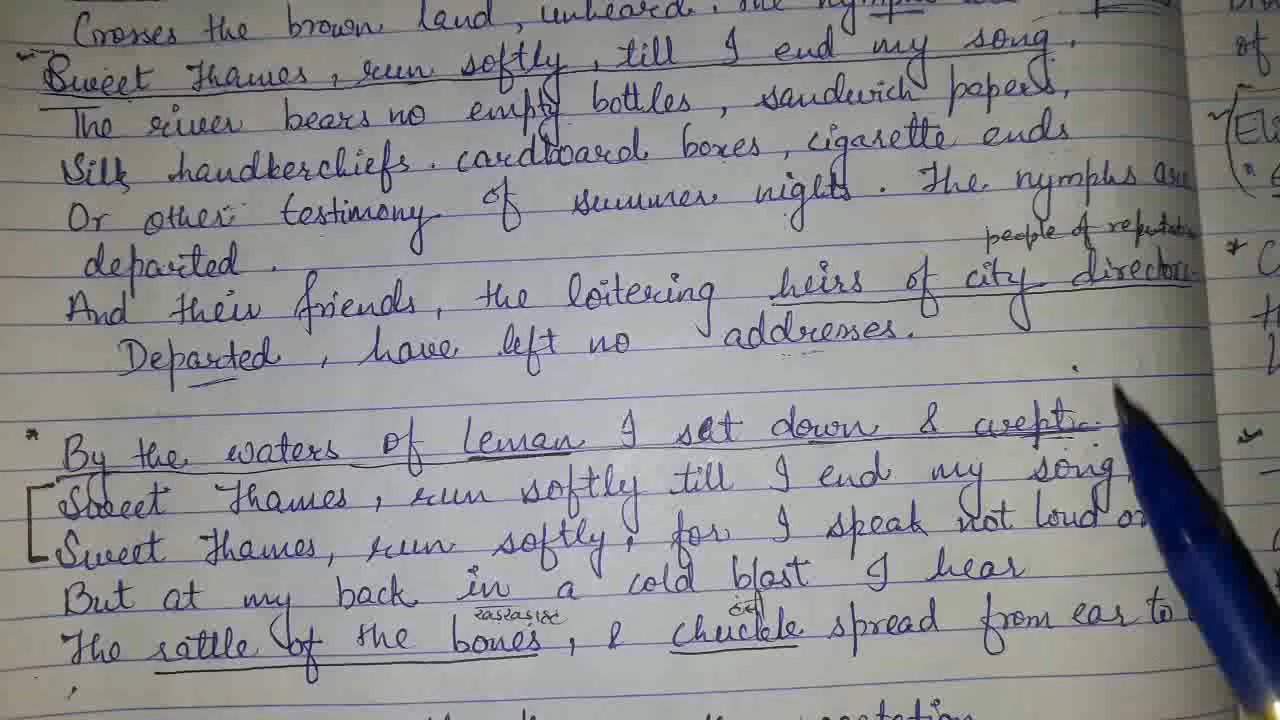 Crosses the brown land, unheard. The nymphs are
Sweet Thames, run softly, till I end my song.
The river bears no empty bottles, sandwich papers,
Silk handkerchiefs. cardboard boxes, cigarette ends
Or other testimony of summer nights. The nymphs are
people of
departed.
And their friends, the loitering heirs of city
Departed, have left no addresses.
* By the waters of Leman I sat down & wept
Sweet Thames, run softly till I end my song
Sweet Thames, run softly, for I speak not loud or
But at my back in a cold blast I hear
The rattle of the bones, & chuckle spread from ear to
of
*